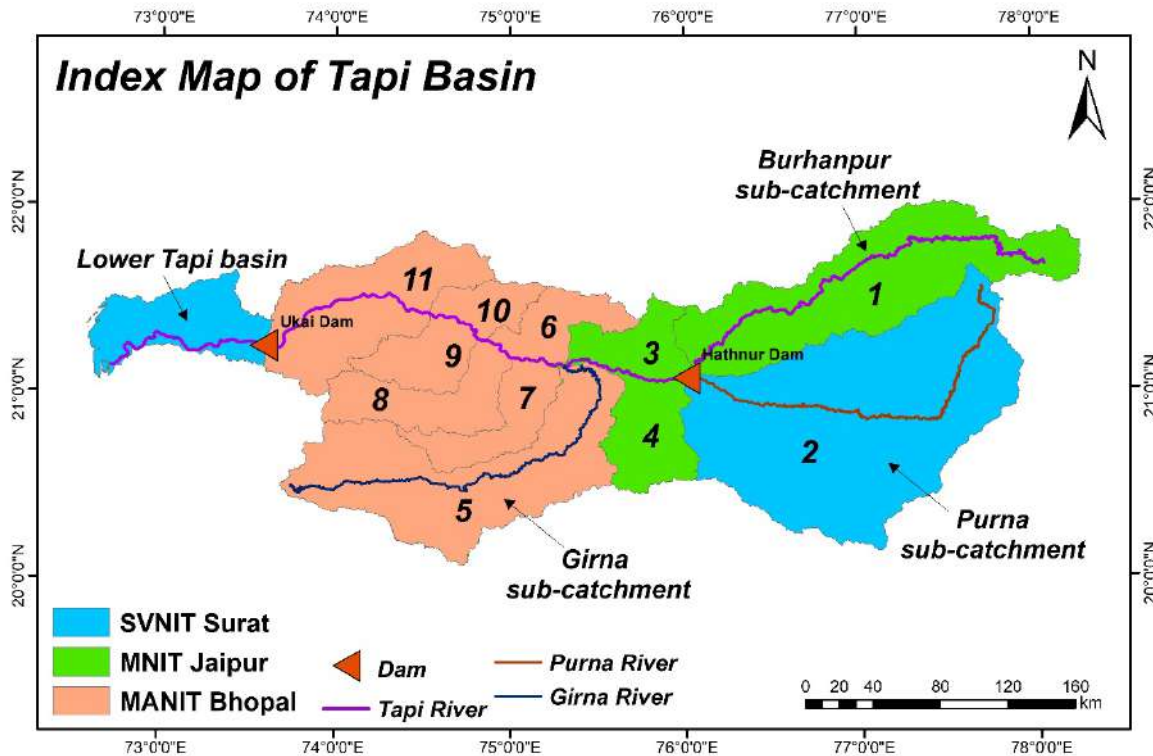 73°0'0"E 74°0'0"E 75°0'0"E 76°0'0"E 77°0'0"E 78°0'0"E
Index Map of Tapi Basin
N
Burhanpur
sub-catchment
22°0'0"N
22°0'0"N
Lower Tapi basin
11
10
6
1
Ukai Dam
9
3
Hathnur Dam
21°0'0"N
8
7
4
2
21°0'0"N
5
Girna
sub-catchment
Purna
sub-catchment
20°0'0"N
20°0'0"N
SVNIT Surat
MNIT Jaipur
MANIT Bhopal
Dam
Tapi River
Purna River
Girna River
0 20 40 80 120 160
km
73°0'0"E 74°0'0"E 75°0'0"E 76°0'0"E 77°0'0"E 78°0'0"E